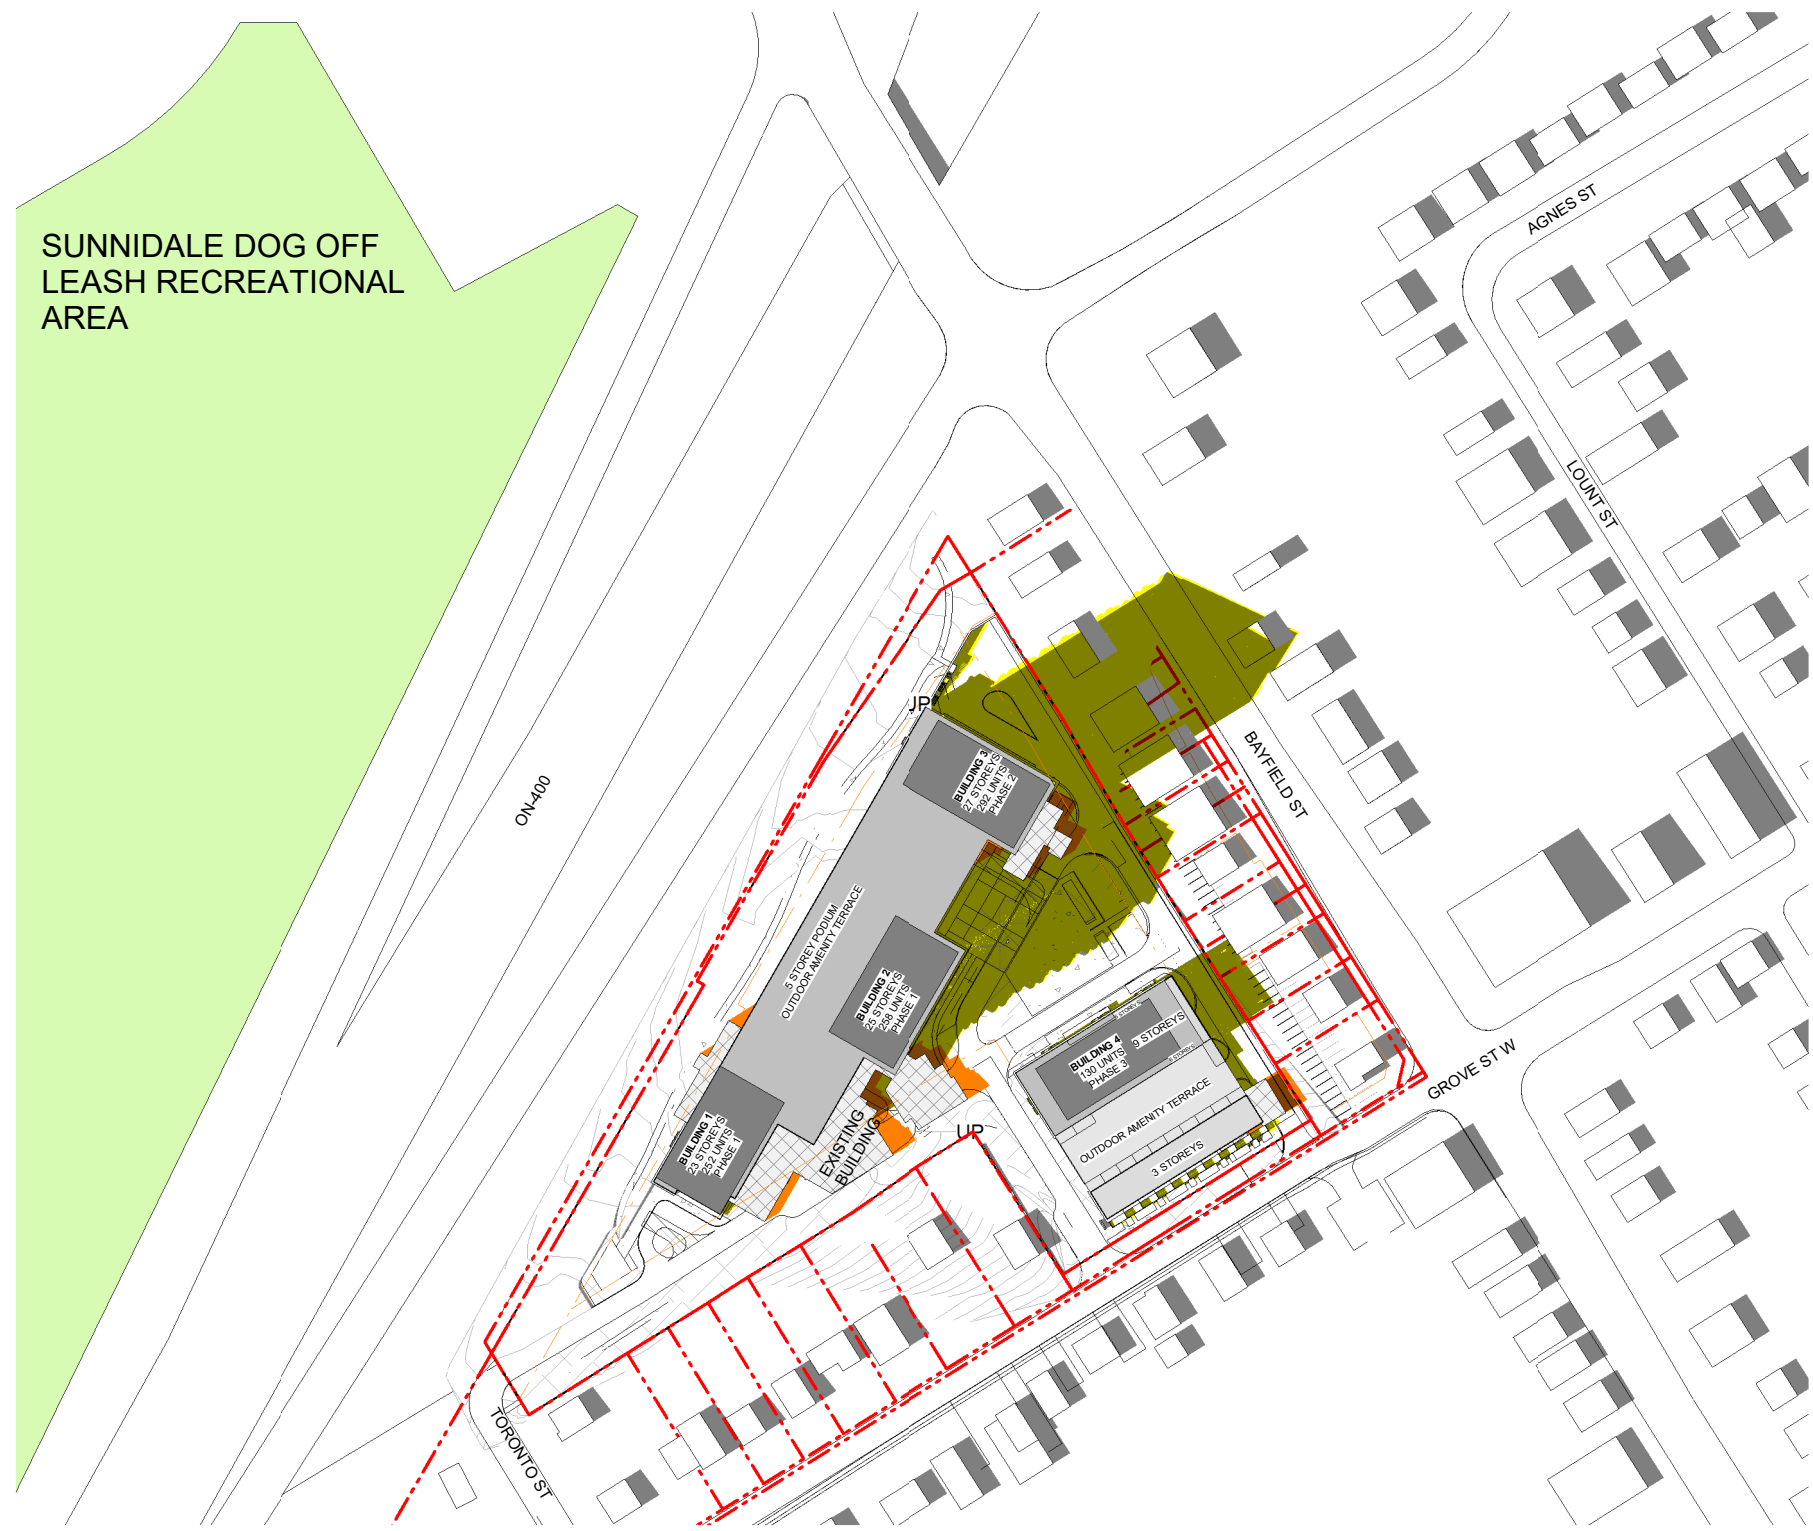 SUNNIDALE DOG OFF
LEASH RECREATIONAL
AREA
AGNES ST
LOUNT ST
ON-400
UP
BAYFIELD ST
BUILDING 3
27 STOREYS
292 UNITS
PHASE 2
5 STOREY PODIUM
OUTDOOR AMENITY TERRACE
BUILDING 2
25 STOREYS
258 UNITS
PHASE 1
BUILDING 4
130 UNITS
PHASE 3
9 STOREYS
OUTDOOR AMENITY TERRACE
3 STOREYS
GROVE ST W
BUILDING 1
23 STOREYS
252 UNITS
PHASE 1
EXISTING
BUILDING
UP
TORONTO ST